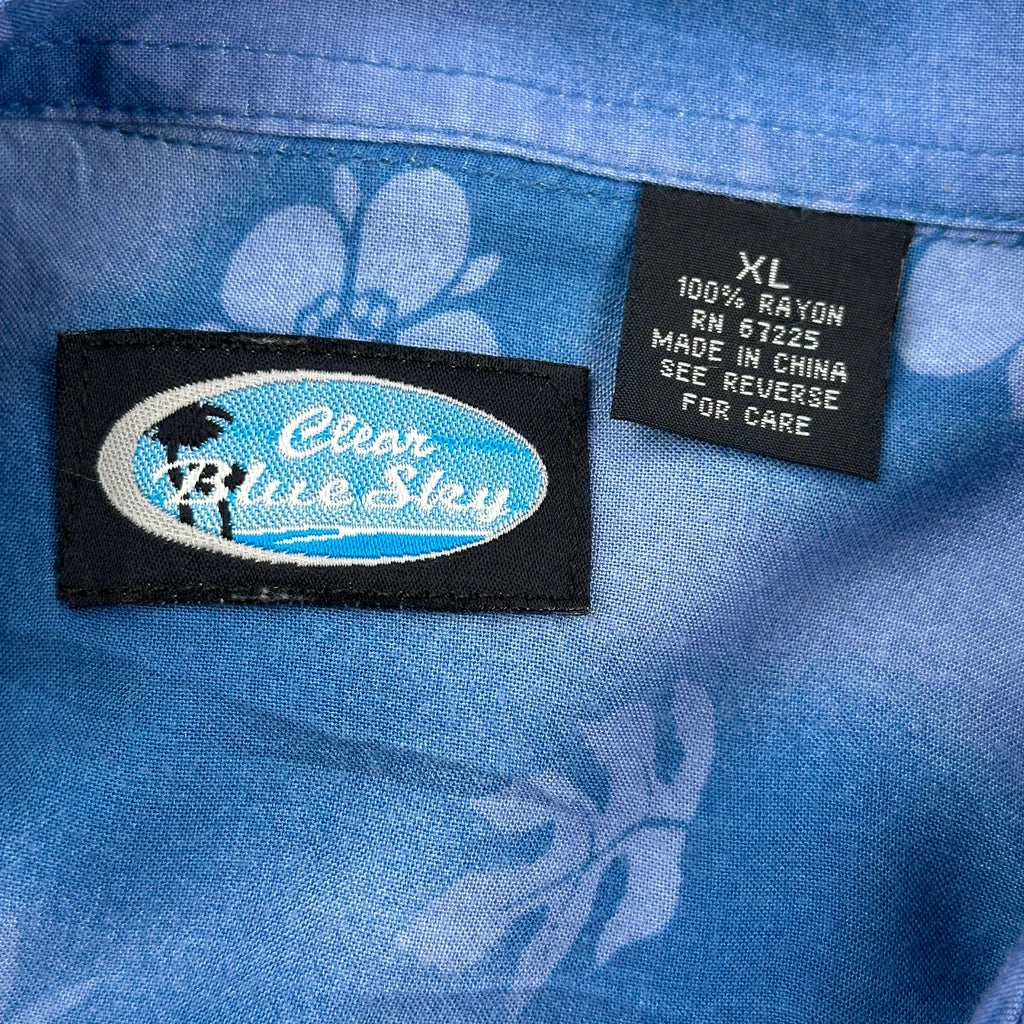 Clear
Blue Sky
XL
100% RAYON
RN 67225
MADE IN CHINA
SEE REVERSE
FOR CARE